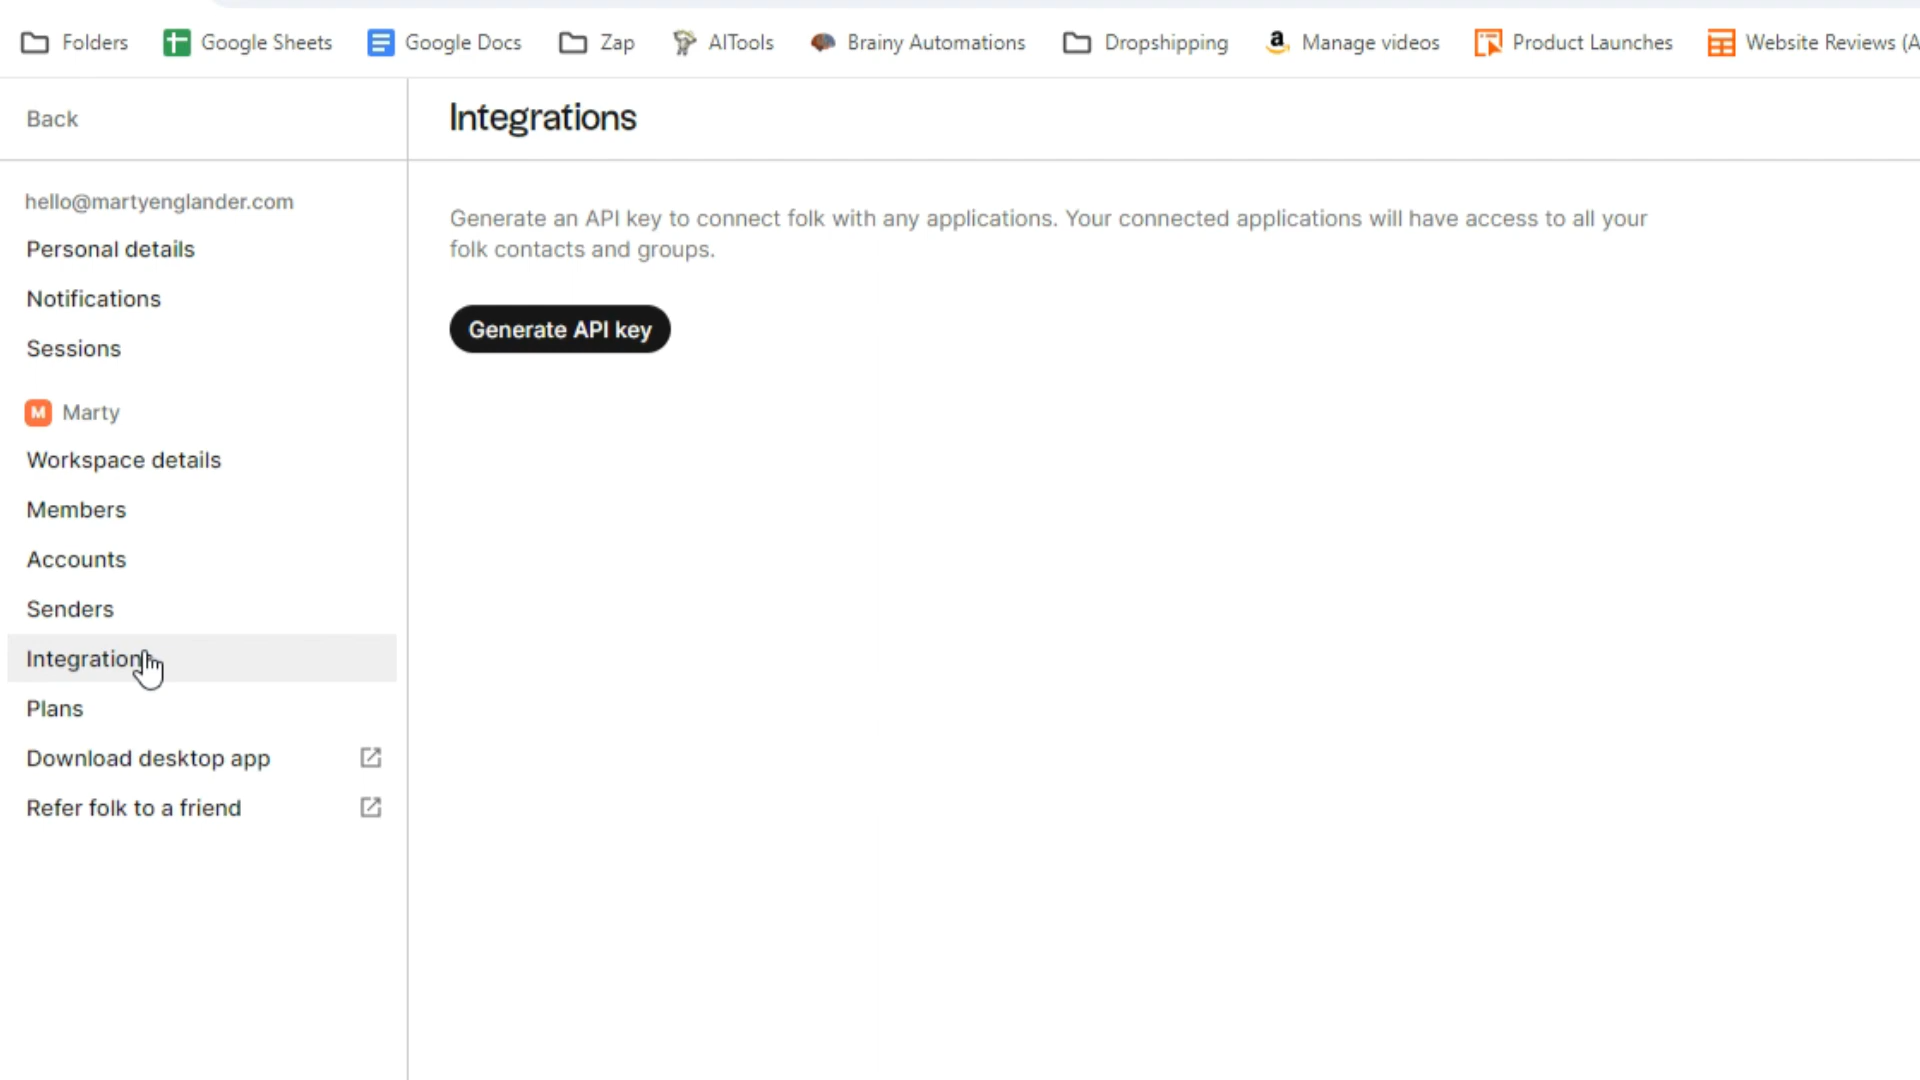 Folders
Google Sheets
Google Docs
Zap
AITools
Brainy Automations
Dropshipping
a
Manage videos
Product Launches
Website Reviews (A
Back
Integrations
hello@martyenglander.com
Personal details
Notifications
Sessions
M Marty
Workspace details
Members
Accounts
Senders
Integrations
Plans
Download desktop app
Refer folk to a friend
Generate an API key to connect folk with any applications. Your connected applications will have access to all your
folk contacts and groups.
Generate API key